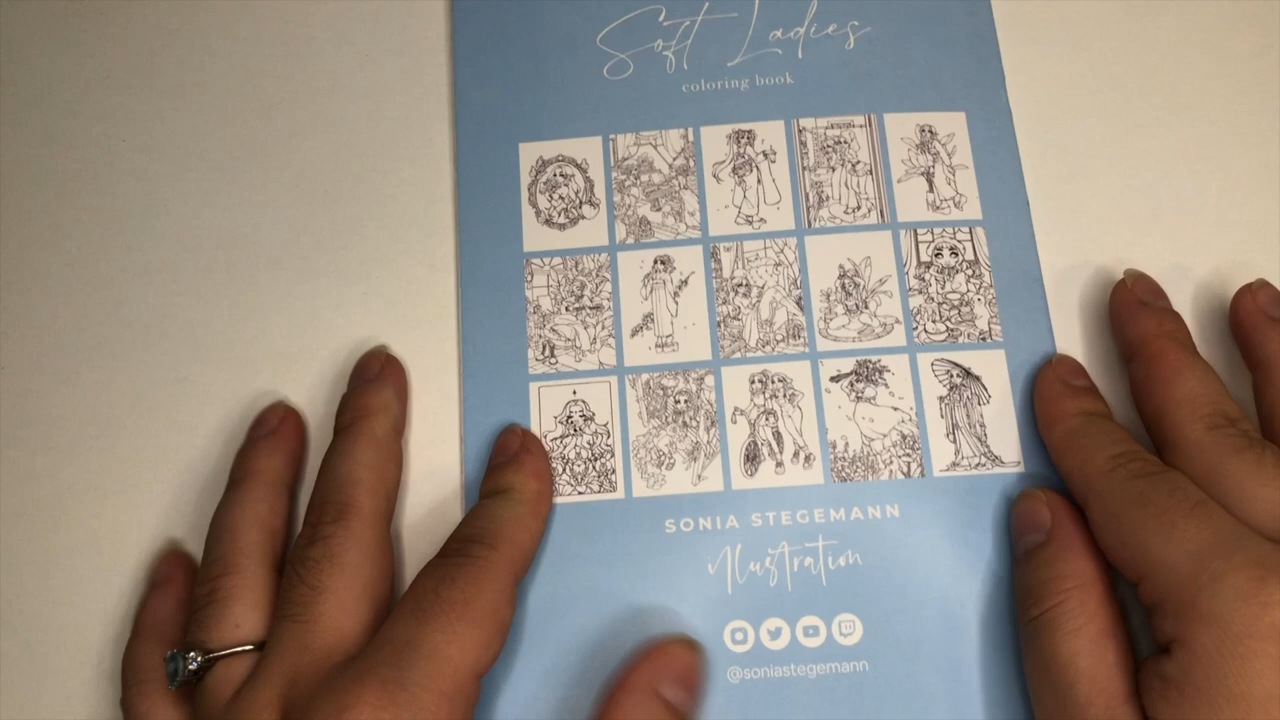 Soft Ladies
coloring book
SONIA STEGEMANN
illustration
@soniastegemann